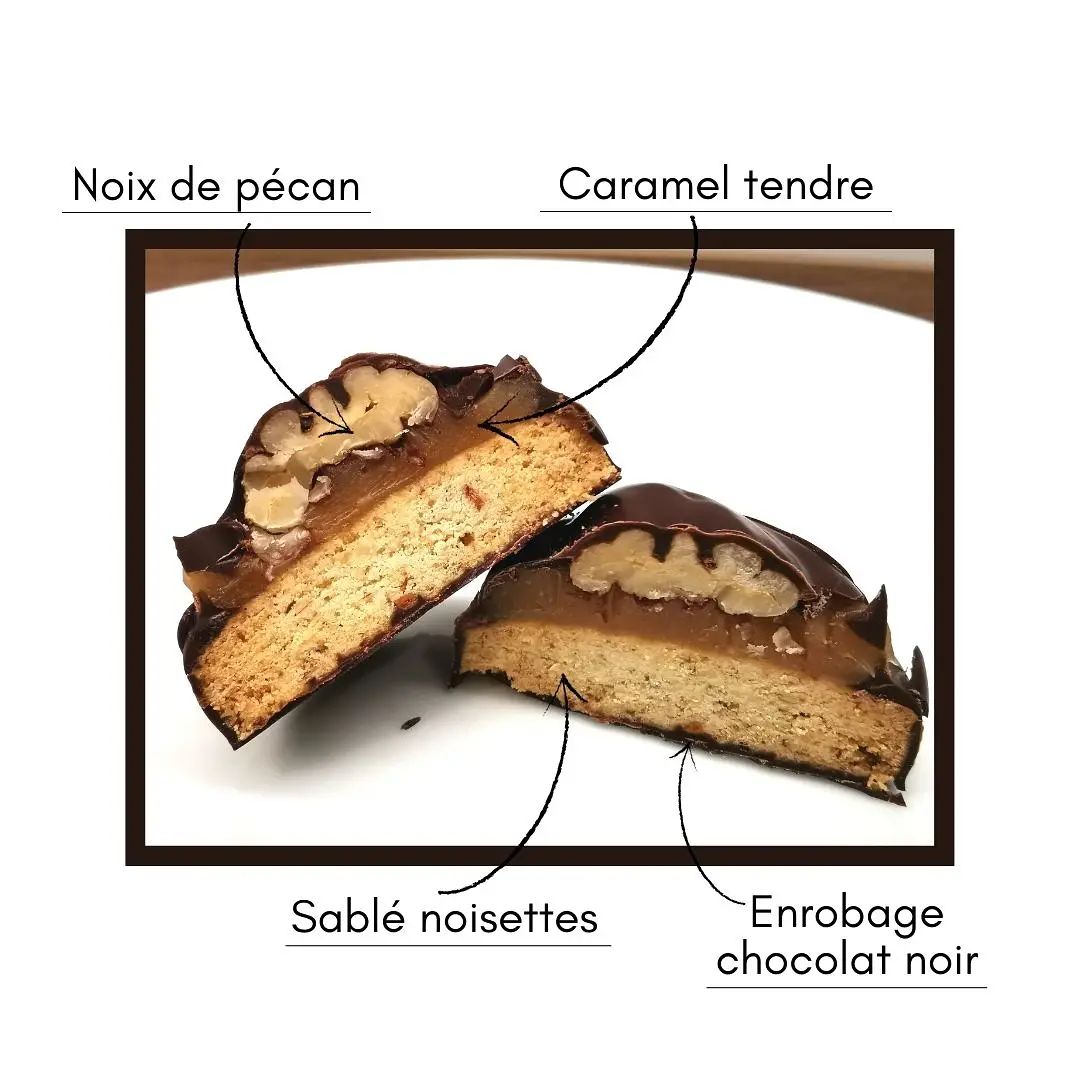 Noix de pécan
Caramel tendre
Sablé noisettes
Enrobage
chocolat noir